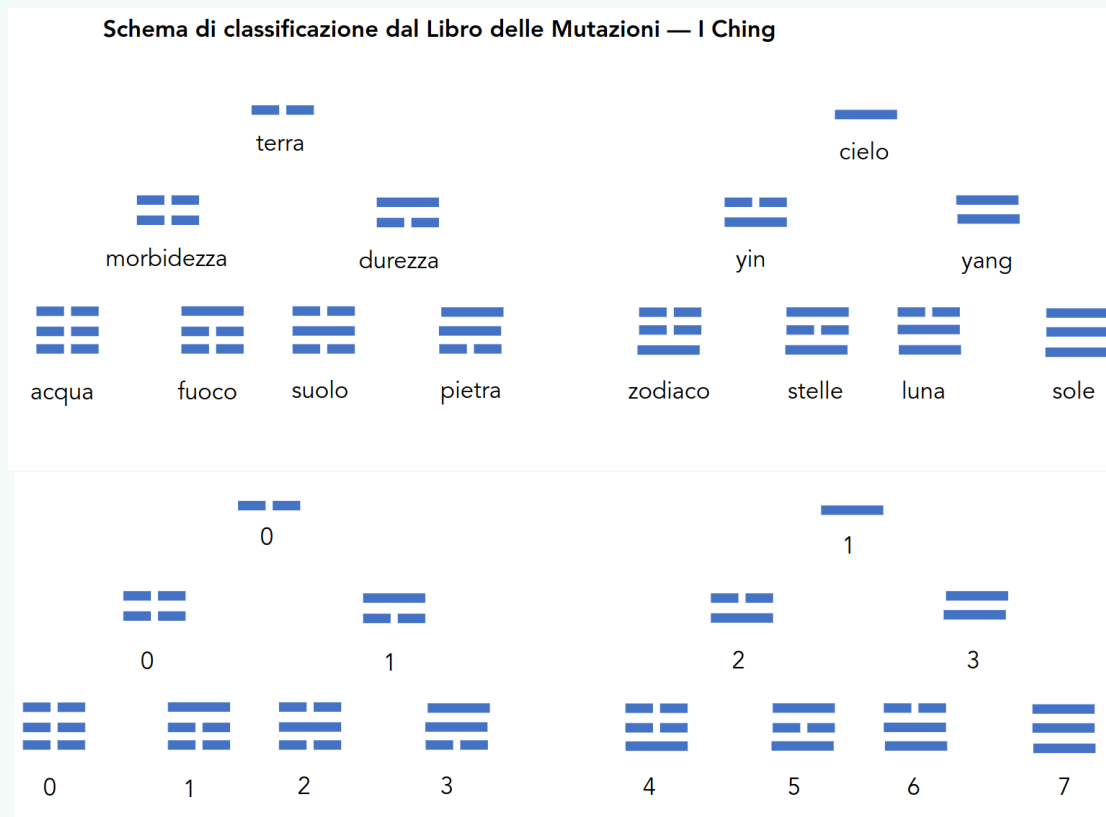 Schema di classificazione dal Libro delle Mutazioni — I Ching
terra cielo
morbidezza durezza yin yang
acqua fuoco suolo pietra zodiaco stelle luna sole
0 1
0 1 2 3
0 1 2 3 4 5 6 7